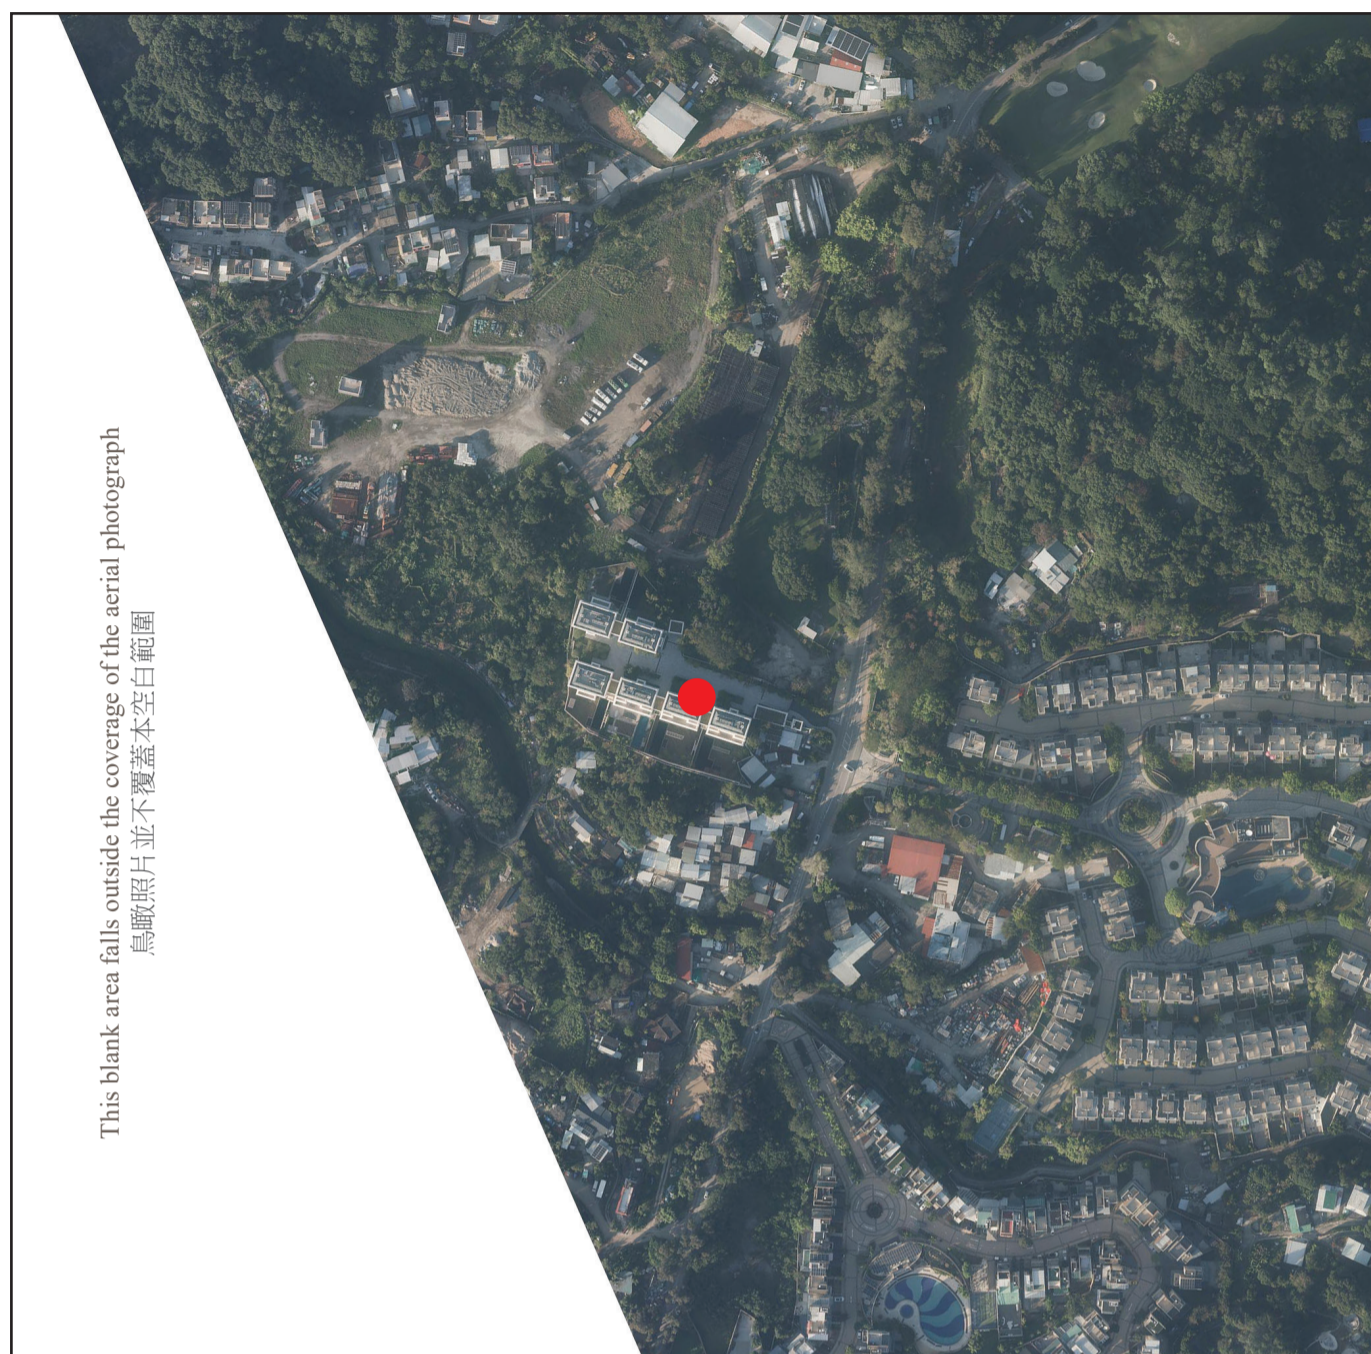 This blank area falls outside the coverage of the aerial photograph
鳥瞰照片並不覆蓋本空白範圍